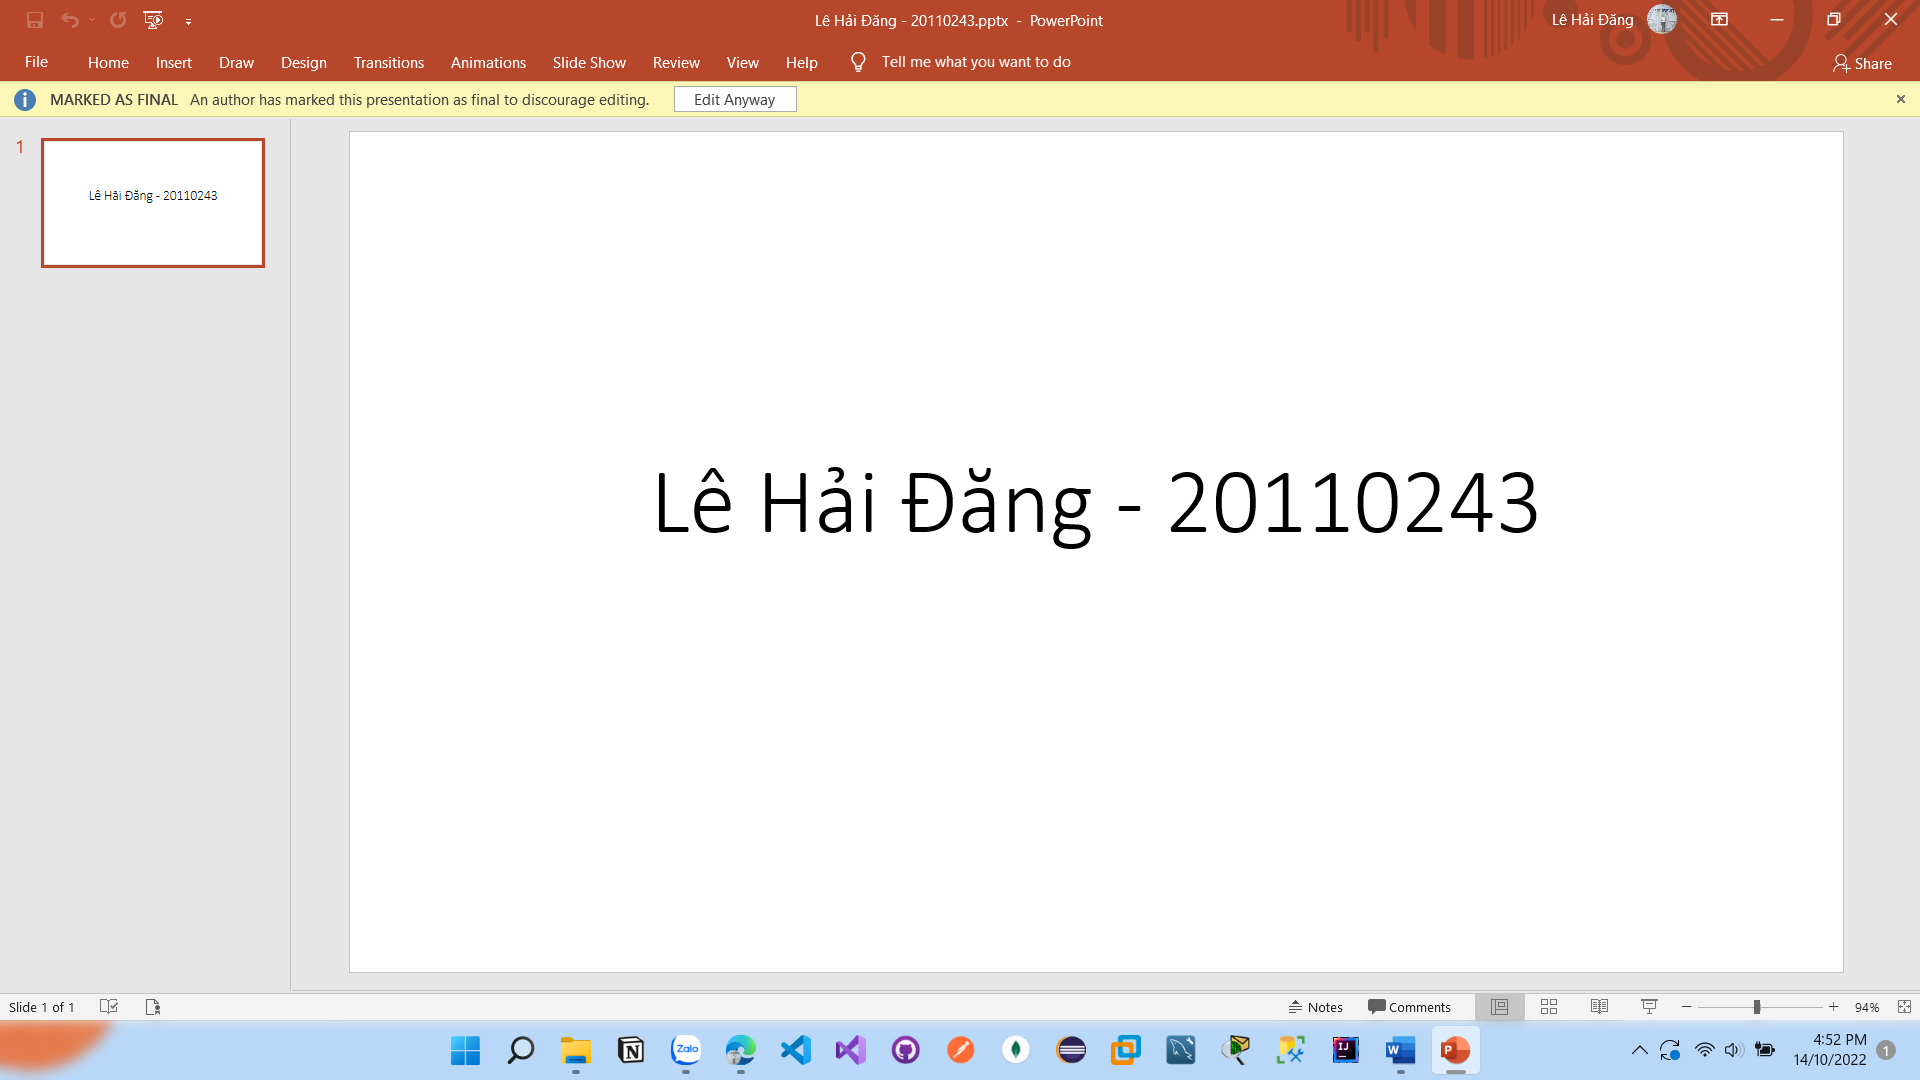 Lê Hải Đăng - 20110243.pptx - PowerPoint
Lê Hải Đăng
File Home Insert Draw Design Transitions Animations Slide Show Review View Help Tell me what you want to do
Share
MARKED AS FINAL An author has marked this presentation as final to discourage editing. Edit Anyway
1
Lê Hải Đăng - 20110243
Lê Hải Đăng - 20110243
Slide 1 of 1
Notes Comments 94%
Zalo
IJ
W
P
4:52 PM
14/10/2022
1